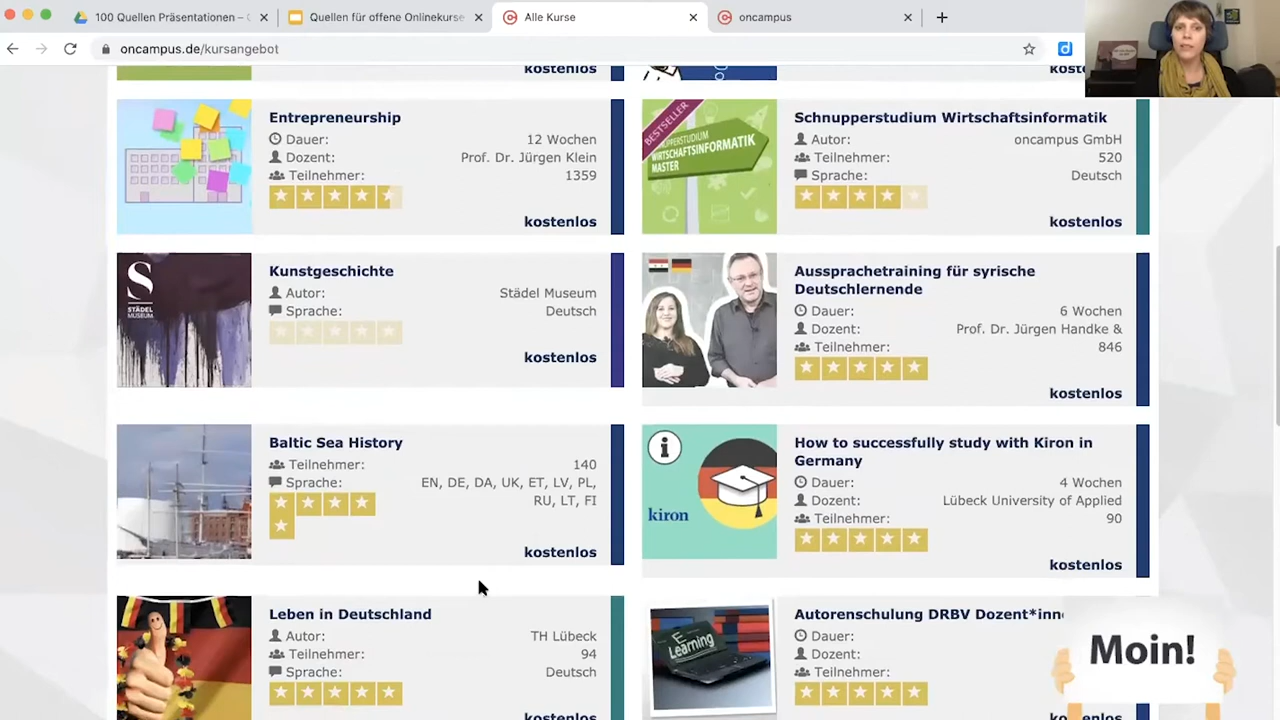 100 Quellen Präsentationen –
Quellen für offene Onlinekurse
Alle Kurse
oncampus
oncampus.de/kursangebot
kostenlos
Entrepreneurship
Dauer: 12 Wochen
Dozent: Prof. Dr. Jürgen Klein
Teilnehmer: 1359
kostenlos
BESTSELLER
WIRTSCHAFTSINFORMATIK
MASTER
Schnupperstudium Wirtschaftsinformatik
Autor: oncampus GmbH
Teilnehmer: 520
Sprache: Deutsch
kostenlos
S
STÄDEL
MUSEUM
Kunstgeschichte
Autor: Städel Museum
Sprache: Deutsch
kostenlos
Aussprachetraining für syrische
Deutschlernende
Dauer: 6 Wochen
Dozent: Prof. Dr. Jürgen Handke &
Teilnehmer: 846
kostenlos
Baltic Sea History
Teilnehmer: 140
Sprache: EN, DE, DA, UK, ET, LV, PL,
RU, LT, FI
kostenlos
i
kiron
How to successfully study with Kiron in
Germany
Dauer: 4 Wochen
Dozent: Lübeck University of Applied
Teilnehmer: 90
kostenlos
Leben in Deutschland
Autor: TH Lübeck
Teilnehmer: 94
Sprache: Deutsch
kostenlos
E
Learning
Autorenschulung DRBV Dozent*inn
Dauer:
Dozent:
Teilnehmer:
Moin!